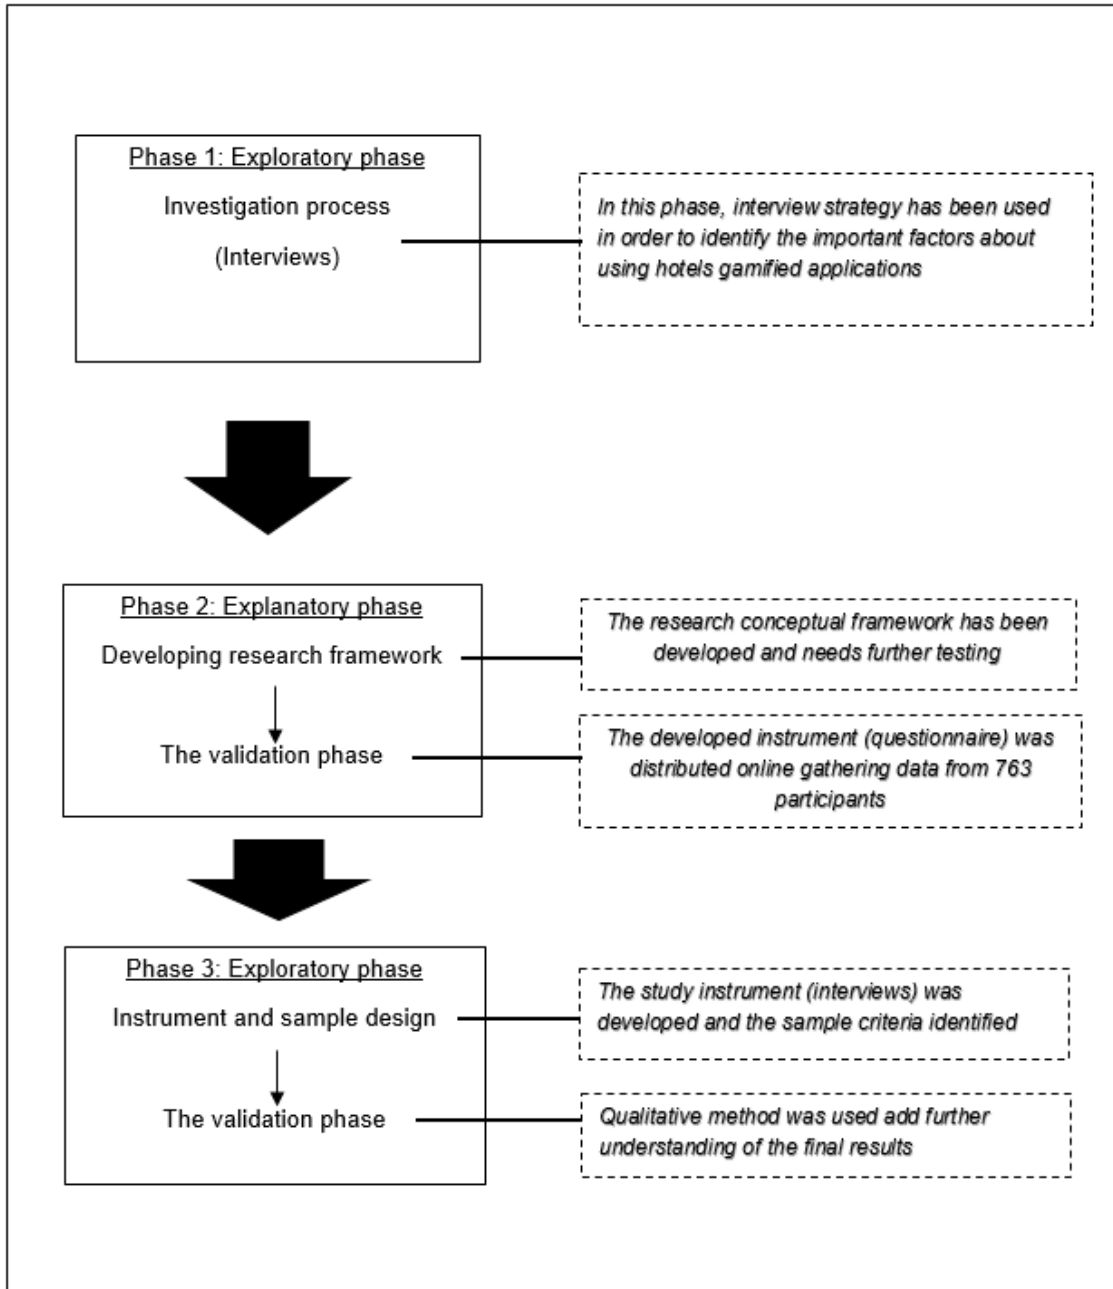 Phase 1: Exploratory phase
Investigation process
(Interviews)
In this phase, interview strategy has been used
in order to identify the important factors about
using hotels gamified applications
Phase 2: Explanatory phase
Developing research framework
The validation phase
The research conceptual framework has been
developed and needs further testing
The developed instrument (questionnaire) was
distributed online gathering data from 763
participants
Phase 3: Exploratory phase
Instrument and sample design
The validation phase
The study instrument (interviews) was
developed and the sample criteria identified
Qualitative method was used add further
understanding of the final results